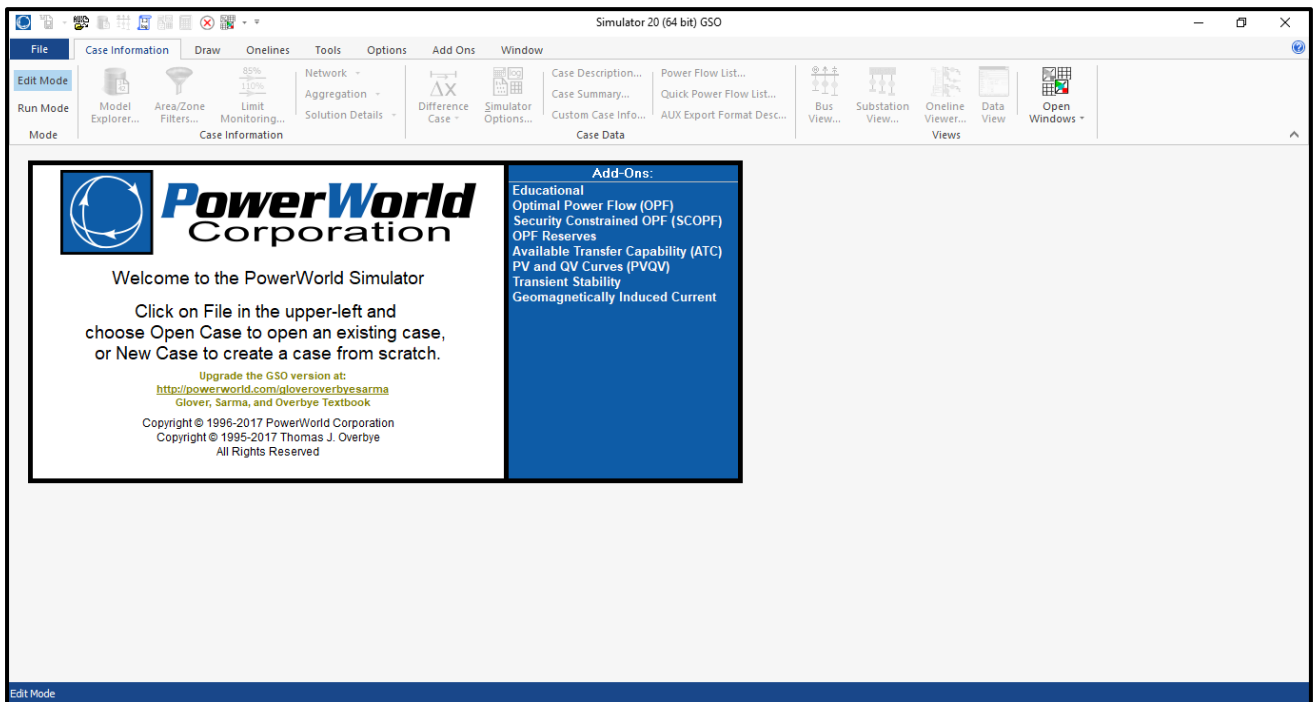 Simulator 20 (64 bit) GSO
File Case Information Draw Onelines Tools Options Add Ons Window
Edit Mode
Run Mode
Mode
Model
Explorer...
Area/Zone
Filters...
85%
110%
Limit
Monitoring...
Network
Aggregation
Solution Details
Case Information
ΔX
Difference
Case
log
Simulator
Options...
Case Description...
Case Summary...
Custom Case Info...
Power Flow List...
Quick Power Flow List...
AUX Export Format Desc...
Case Data
Bus
View...
Substation
View...
Oneline
Viewer...
Data
View
Open
Windows
Views
PowerWorld
Corporation
Welcome to the PowerWorld Simulator
Click on File in the upper-left and
choose Open Case to open an existing case,
or New Case to create a case from scratch.
Upgrade the GSO version at:
http://powerworld.com/gloveroverbyesarma
Glover, Sarma, and Overbye Textbook
Copyright © 1996-2017 PowerWorld Corporation
Copyright © 1995-2017 Thomas J. Overbye
All Rights Reserved
Add-Ons:
Educational
Optimal Power Flow (OPF)
Security Constrained OPF (SCOPF)
OPF Reserves
Available Transfer Capability (ATC)
PV and QV Curves (PVQV)
Transient Stability
Geomagnetically Induced Current
Edit Mode